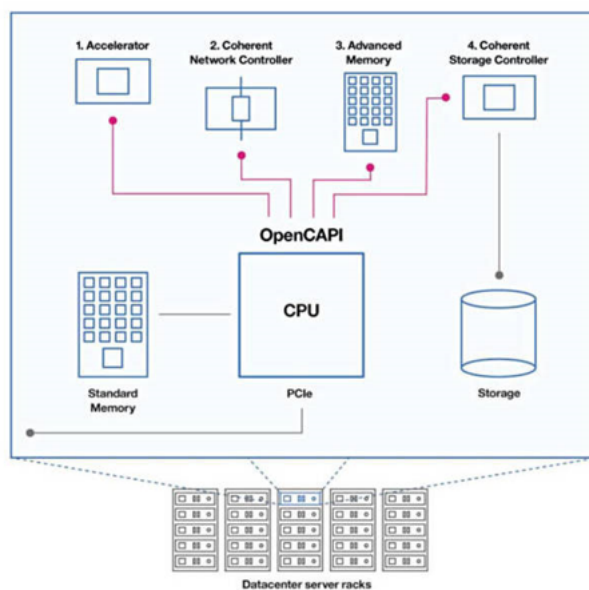 1. Accelerator
2. Coherent
Network Controller
3. Advanced
Memory
4. Coherent
Storage Controller
OpenCAPI
CPU
Standard
Memory
PCIe
Storage
Datacenter server racks